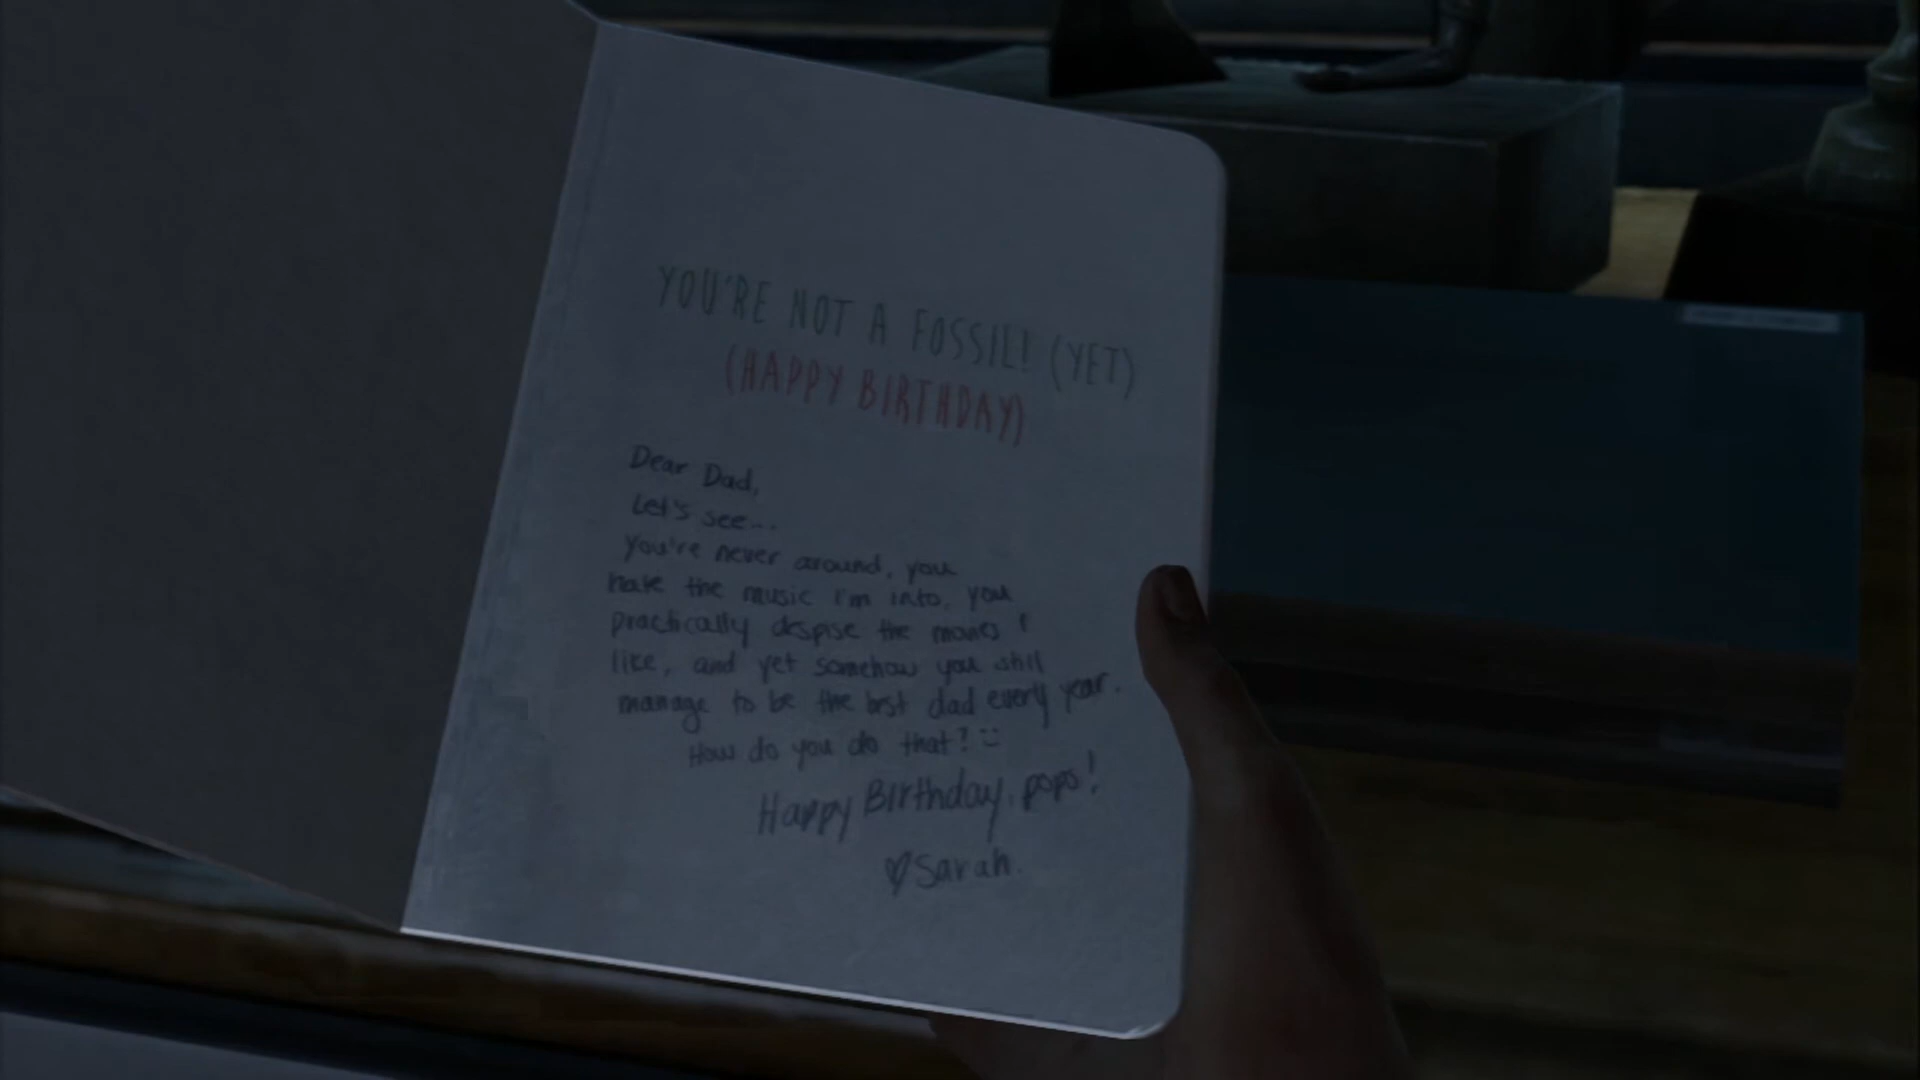 YOU'RE NOT A FOSSIL! (YET)
(HAPPY BIRTHDAY)
Dear Dad,
Let's see...
You're never around, you
hate the music I'm into, you
practically despise the movies I
like, and yet somehow you still
manage to be the best dad every year.
How do you do that? :)
Happy Birthday, pops!
♡ Sarah.